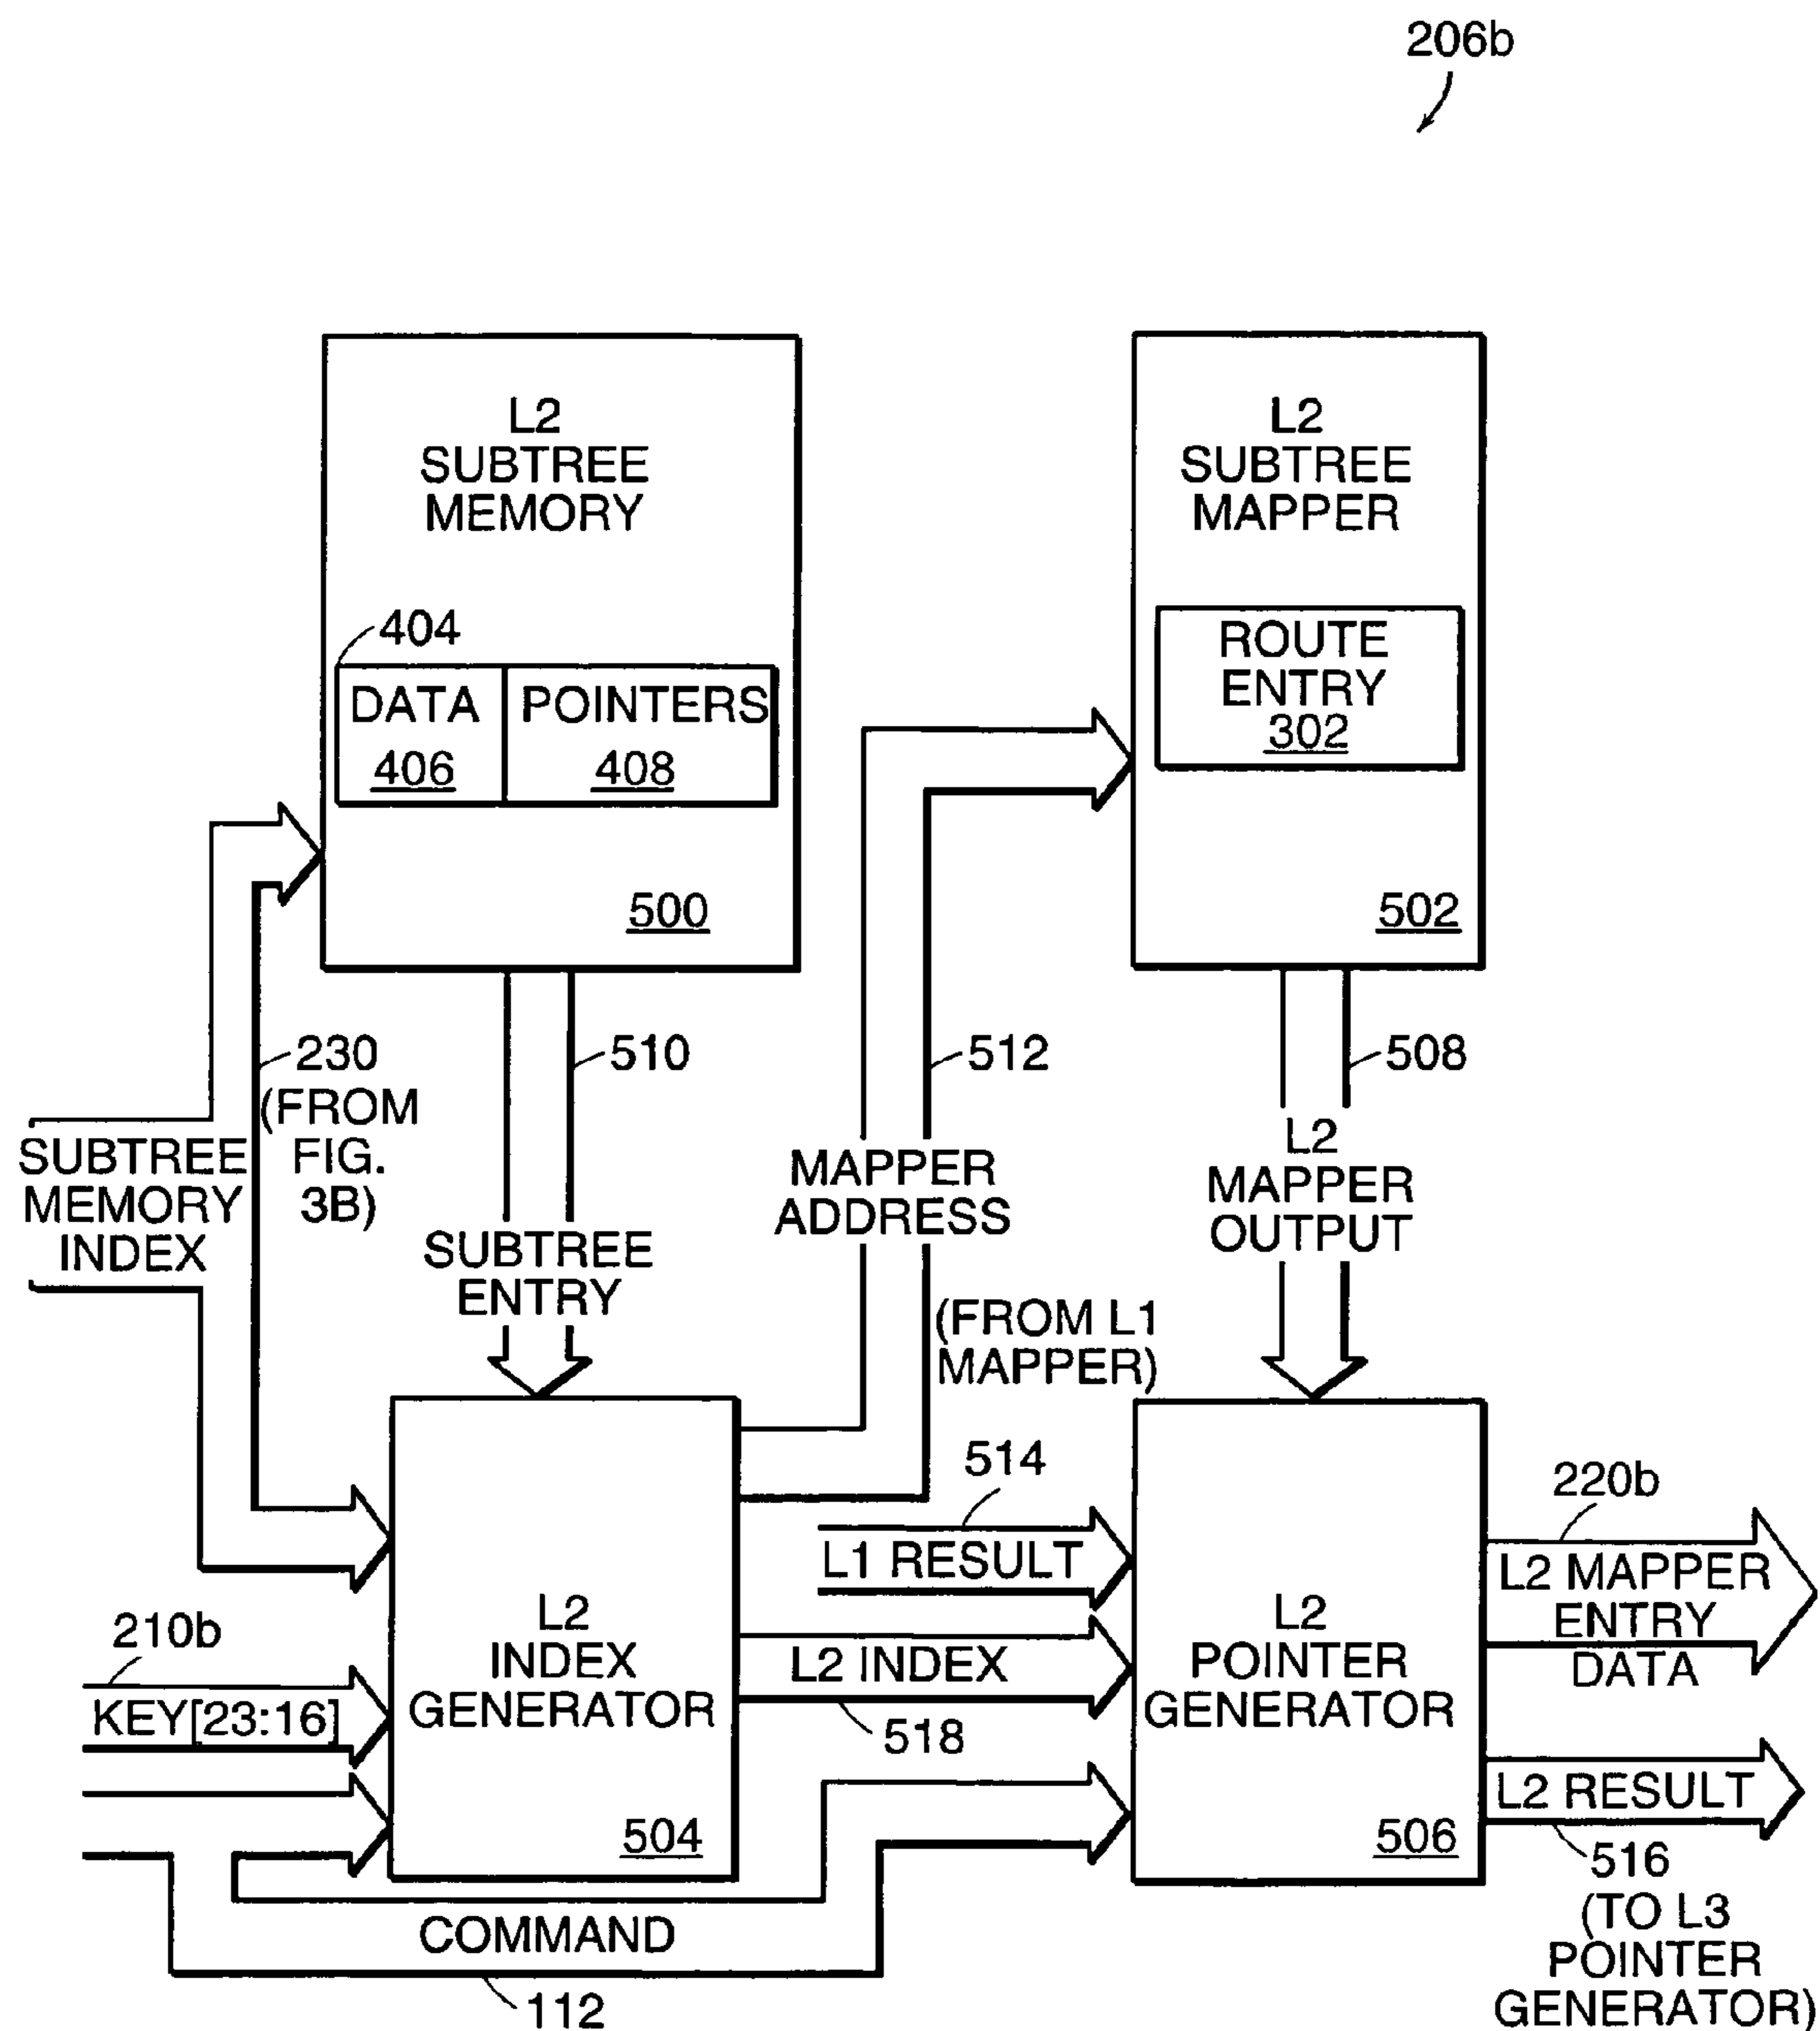 206b
L2
SUBTREE
MEMORY
404
DATA
406
POINTERS
408
500
L2
SUBTREE
MAPPER
ROUTE
ENTRY
302
502
230
(FROM
FIG.
3B)
510
512
508
SUBTREE
MEMORY
INDEX
SUBTREE
ENTRY
MAPPER
ADDRESS
L2
MAPPER
OUTPUT
(FROM L1
MAPPER)
514
L1 RESULT
220b
L2 MAPPER
ENTRY
DATA
210b
KEY[23:16]
L2
INDEX
GENERATOR
504
L2 INDEX
518
L2
POINTER
GENERATOR
506
L2 RESULT
516
(TO L3
POINTER
GENERATOR)
COMMAND
112